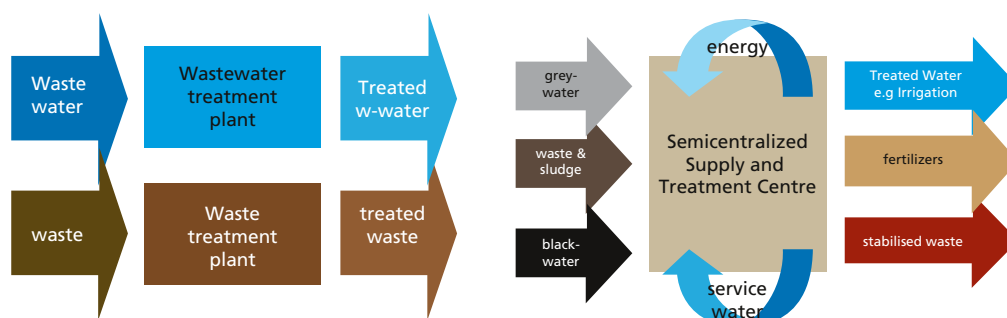 Waste
water
Wastewater
treatment
plant
Treated
w-water
waste
Waste
treatment
plant
treated
waste
energy
grey-
water
waste &
sludge
black-
water
Semicentralized
Supply and
Treatment Centre
service
water
Treated Water
e.g Irrigation
fertilizers
stabilised waste